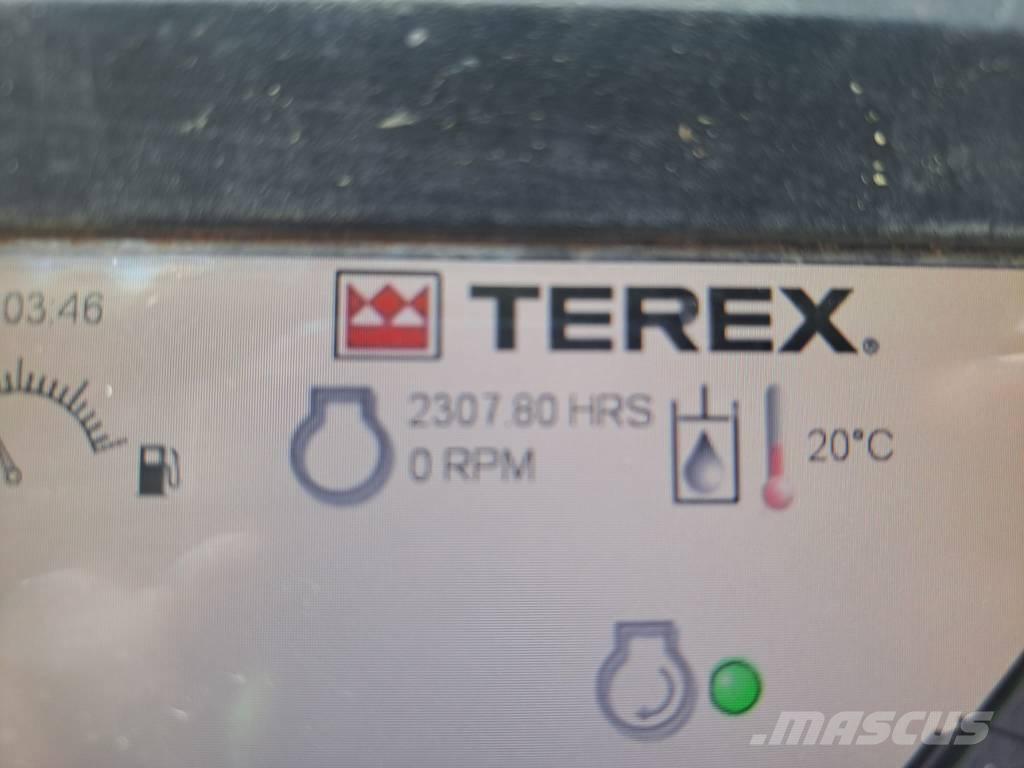 03:46
TEREX®
2307.80 HRS
0 RPM
20°C
.MASCUS